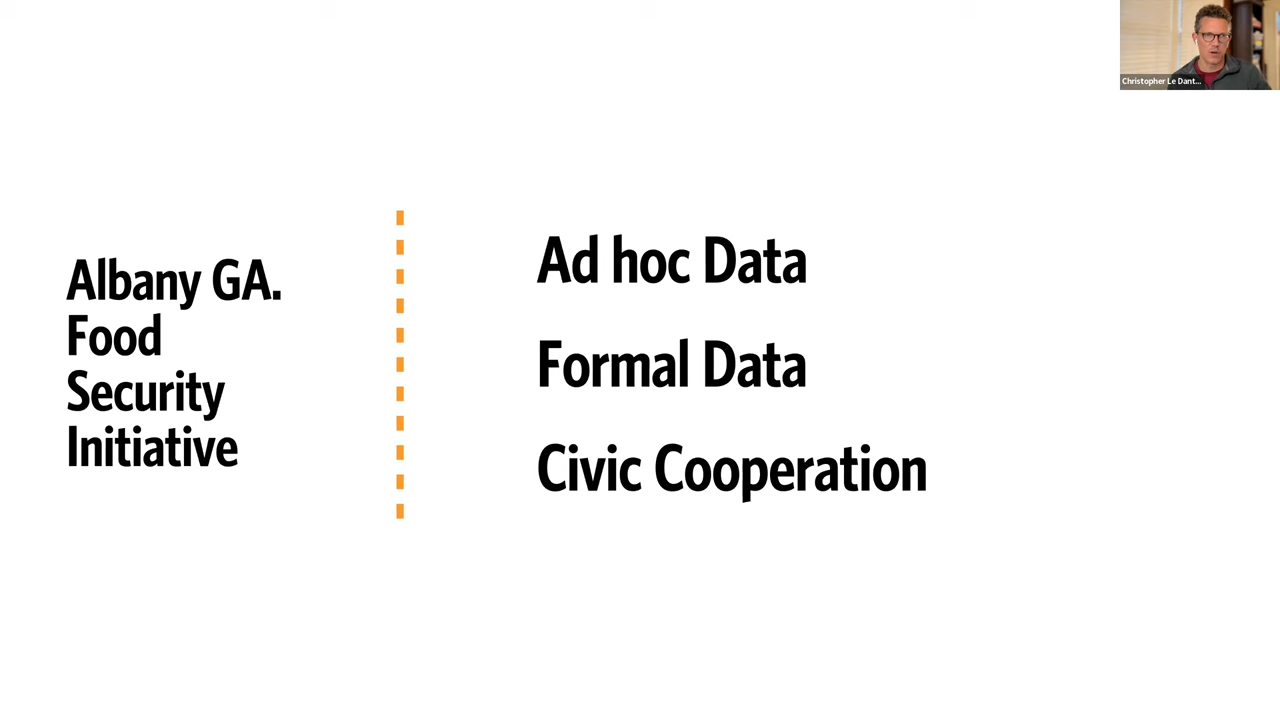 Christopher Le Dant...
Albany GA.
Food
Security
Initiative
Ad hoc Data
Formal Data
Civic Cooperation